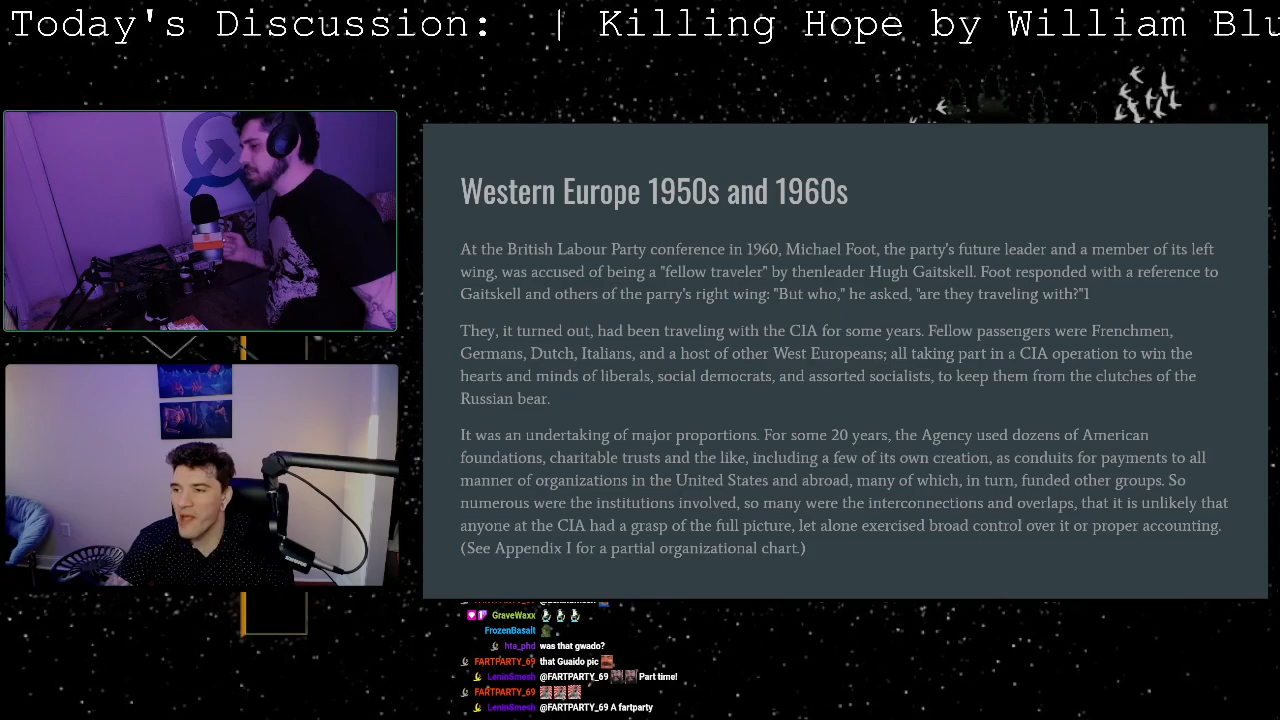 Today's Discussion:  | Killing Hope by William Blu
Western Europe 1950s and 1960s
At the British Labour Party conference in 1960, Michael Foot, the party's future leader and a member of its left
wing, was accused of being a "fellow traveler" by thenleader Hugh Gaitskell. Foot responded with a reference to
Gaitskell and others of the parry's right wing: "But who," he asked, "are they traveling with?"1
They, it turned out, had been traveling with the CIA for some years. Fellow passengers were Frenchmen,
Germans, Dutch, Italians, and a host of other West Europeans; all taking part in a CIA operation to win the
hearts and minds of liberals, social democrats, and assorted socialists, to keep them from the clutches of the
Russian bear.
It was an undertaking of major proportions. For some 20 years, the Agency used dozens of American
foundations, charitable trusts and the like, including a few of its own creation, as conduits for payments to all
manner of organizations in the United States and abroad, many of which, in turn, funded other groups. So
numerous were the institutions involved, so many were the interconnections and overlaps, that it is unlikely that
anyone at the CIA had a grasp of the full picture, let alone exercised broad control over it or proper accounting.
(See Appendix I for a partial organizational chart.)
GraveWaxx
FrozenBasalt
hta_phd was that gwado?
FARTPARTY_69 that Guaido pic
LeninSmesh @FARTPARTY_69 Part time!
FARTPARTY_69
LeninSmesh @FARTPARTY_69 A fartparty